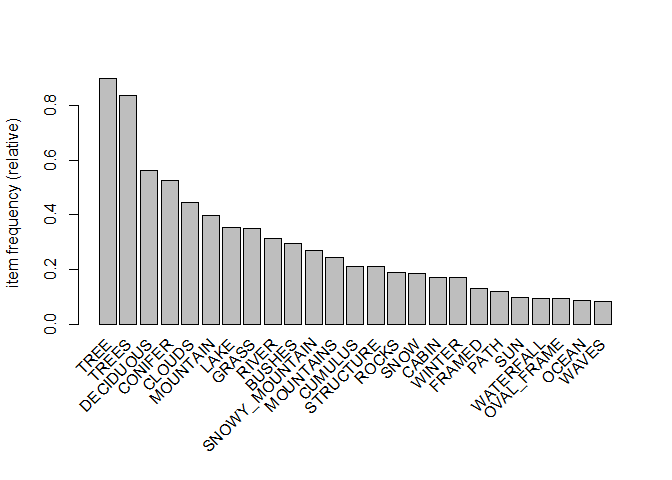 item frequency (relative)
0.8
0.6
0.4
0.2
0.0
TREE
TREES
DECIDUOUS
CONIFER
CLOUDS
MOUNTAIN
LAKE
GRASS
RIVER
BUSHES
SNOWY_MOUNTAIN
MOUNTAINS
CUMULUS
STRUCTURE
ROCKS
SNOW
CABIN
WINTER
FRAMED
PATH
SUN
WATERFALL
OVAL_FRAME
OCEAN
WAVES